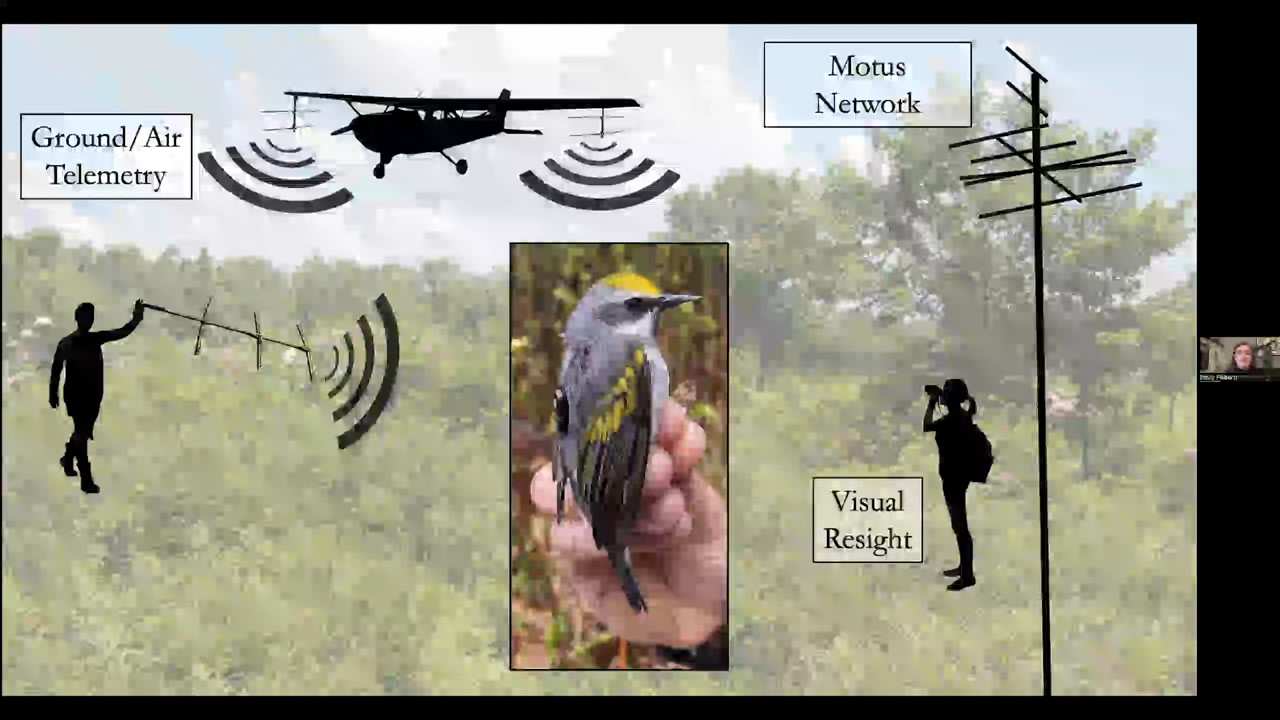 Ground/Air
Telemetry
Motus
Network
Visual
Resight